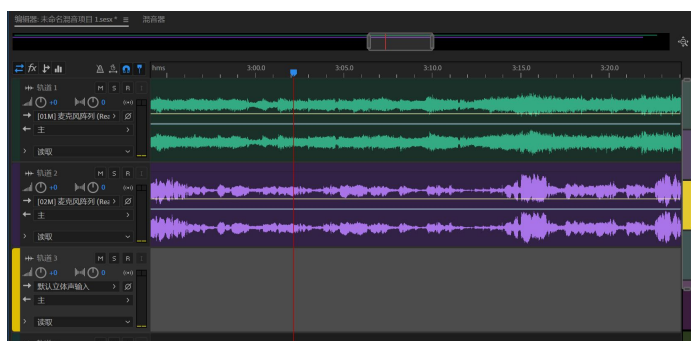 编辑器: 未命名混音项目 1.sesx * ≡ 混音器
fx hms 3:00.0 3:05.0 3:10.0 3:15.0 3:20.0
轨道 1 M S R I
+0 0
[01M] 麦克风阵列 (Rea
主
读取
轨道 2 M S R I
+0 0
[02M] 麦克风阵列 (Rea
主
读取
轨道 3 M S R I
+0 0
默认立体声输入
主
读取